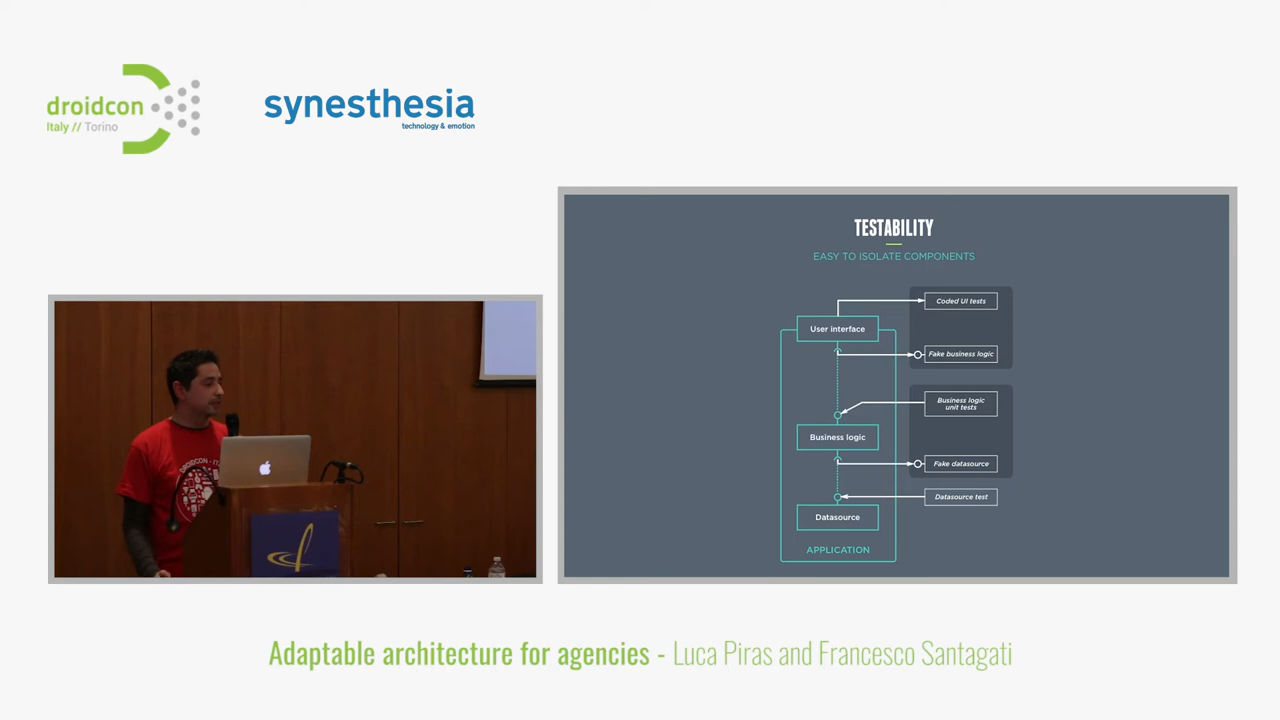 droidcon
Italy // Torino
synesthesia
technology & emotion
TESTABILITY
EASY TO ISOLATE COMPONENTS
Coded UI tests
User interface
Fake business logic
Business logic
unit tests
Business logic
Fake datasource
Datasource test
Datasource
APPLICATION
DROIDCON - IT
Adaptable architecture for agencies - Luca Piras and Francesco Santagati